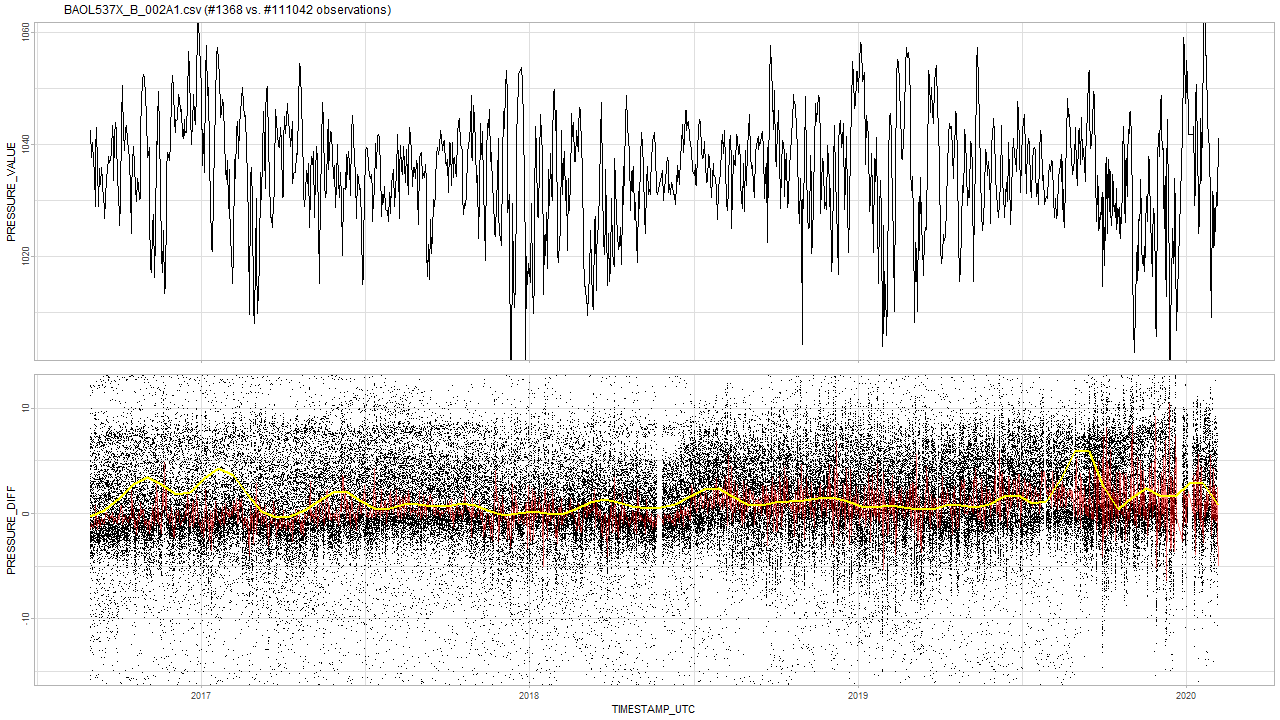 BAOL537X_B_002A1.csv (#1368 vs. #111042 observations)
1060
1040
1020
PRESSURE_VALUE
10
0
-10
PRESSURE_DIFF
2017
2018
2019
2020
TIMESTAMP_UTC